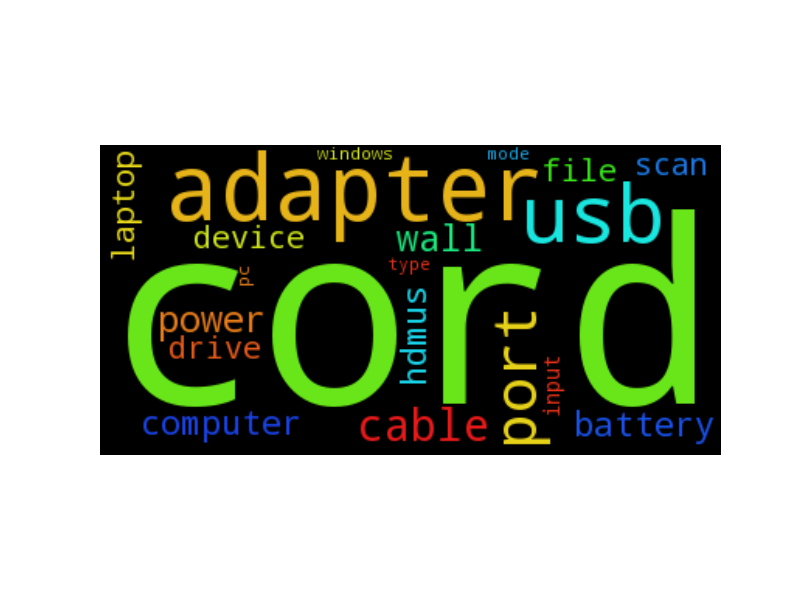 windows
mode
laptop
adapter
file
scan
usb
device
wall
type
pc
cord
hdmus
power
drive
port
input
computer
cable
battery